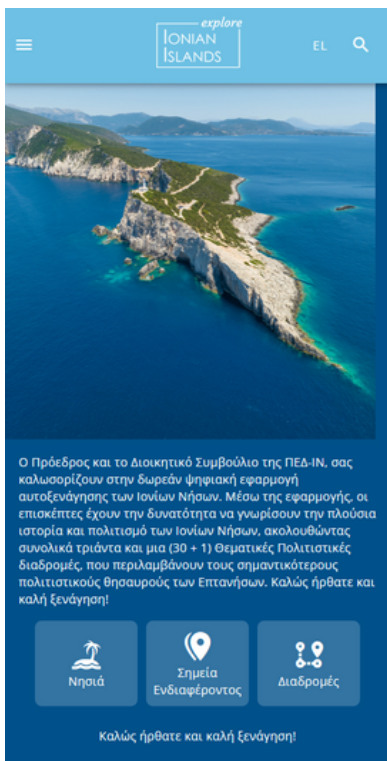 explore
IONIAN
ISLANDS
EL
Ο Πρόεδρος και το Διοικητικό Συμβούλιο της ΠΕΔ-ΙΝ, σας
καλωσορίζουν στην δωρεάν ψηφιακή εφαρμογή
αυτοξενάγησης των Ιονίων Νήσων. Μέσω της εφαρμογής, οι
επισκέπτες έχουν την δυνατότητα να γνωρίσουν την πλούσια
ιστορία και πολιτισμό των Ιονίων Νήσων, ακολουθώντας
συνολικά τριάντα και μια (30 + 1) Θεματικές Πολιτιστικές
διαδρομές, που περιλαμβάνουν τους σημαντικότερους
πολιτιστικούς θησαυρούς των Επτανήσων. Καλώς ήρθατε και
καλή ξενάγηση!
Νησιά
Σημεία
Ενδιαφέροντος
Διαδρομές
Καλώς ήρθατε και καλή ξενάγηση!